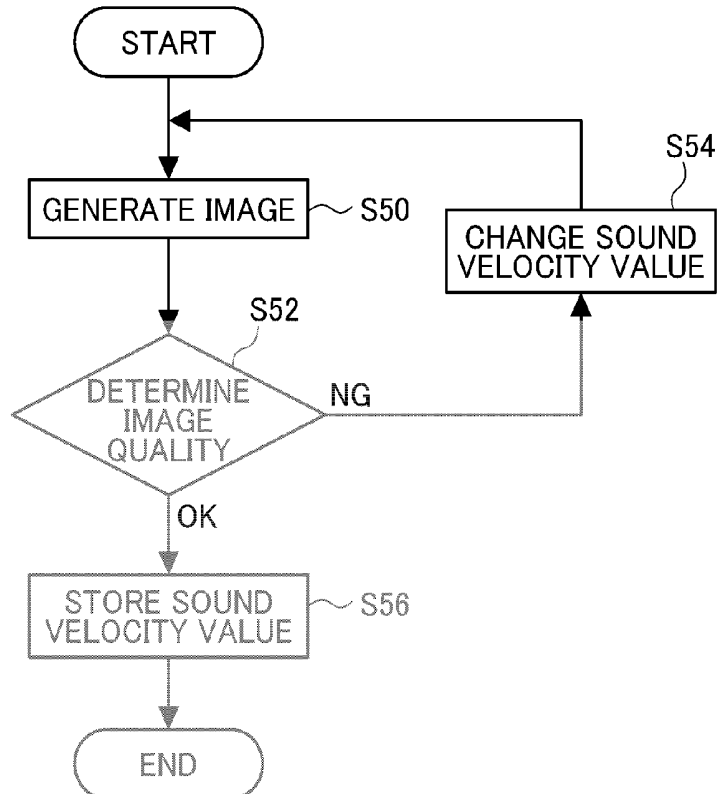 START
GENERATE IMAGE
S50
S54
CHANGE SOUND
VELOCITY VALUE
S52
DETERMINE
IMAGE
QUALITY
NG
OK
STORE SOUND
VELOCITY VALUE
S56
END